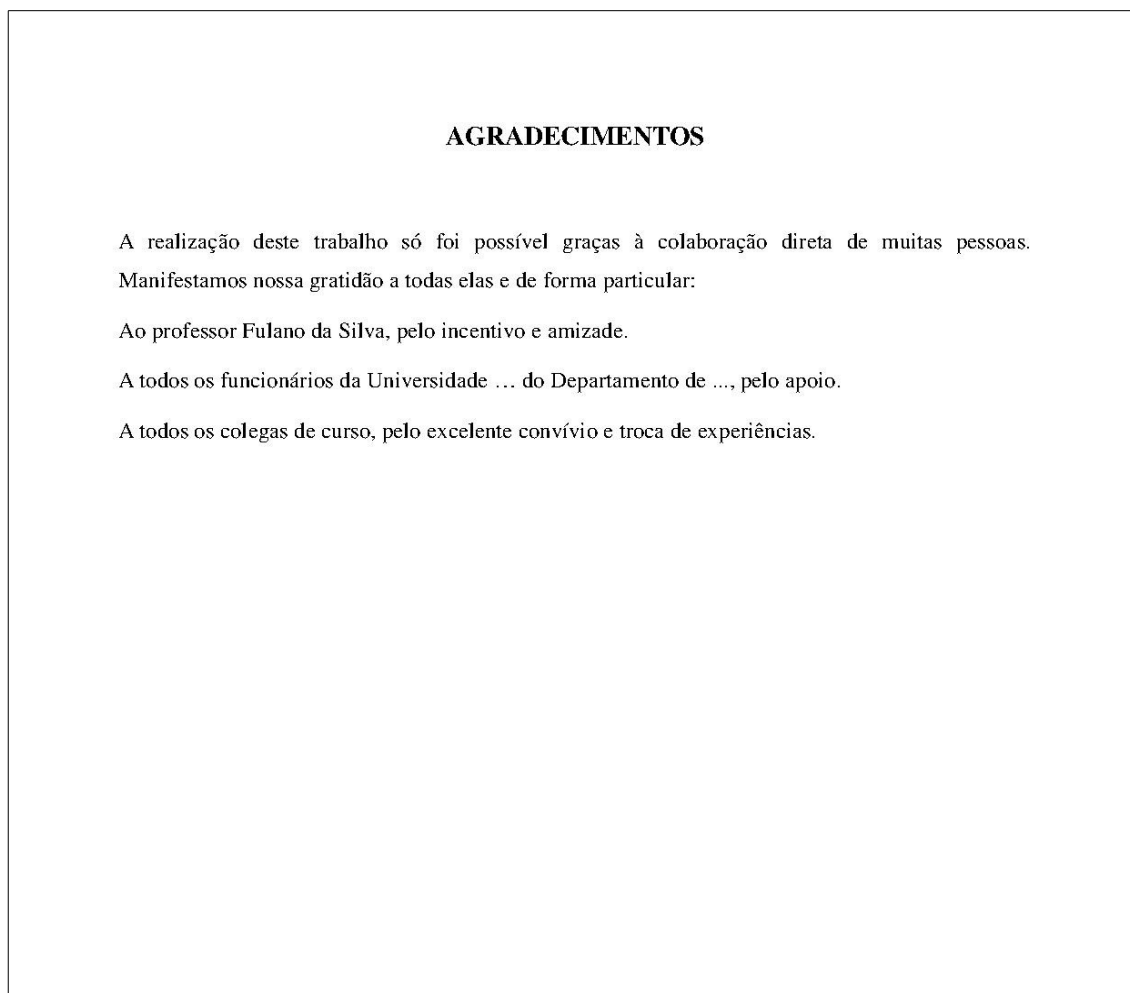 AGRADECIMENTOS
A realização deste trabalho só foi possível graças à colaboração direta de muitas pessoas.
Manifestamos nossa gratidão a todas elas e de forma particular:
Ao professor Fulano da Silva, pelo incentivo e amizade.
A todos os funcionários da Universidade … do Departamento de ..., pelo apoio.
A todos os colegas de curso, pelo excelente convívio e troca de experiências.